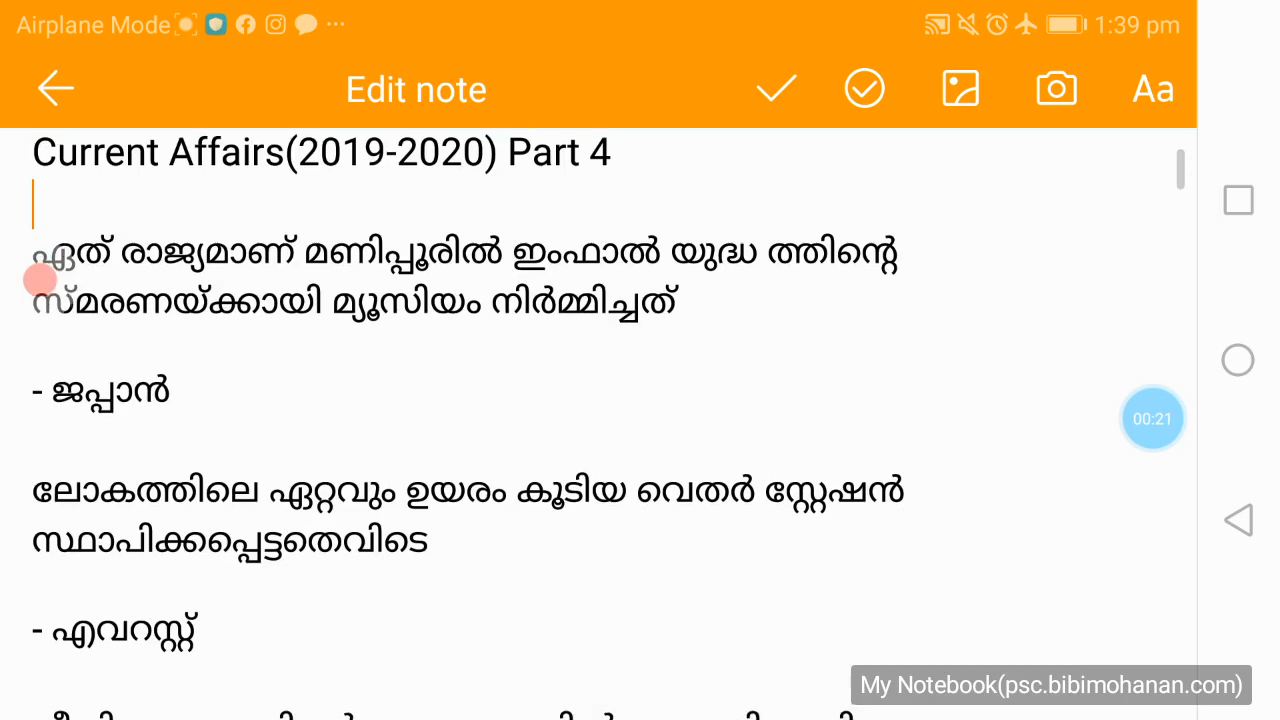 Airplane Mode
1:39 pm
Edit note
Aa
Current Affairs(2019-2020) Part 4
ഏത് രാജ്യമാണ് മണിപ്പൂരിൽ ഇംഫാൽ യുദ്ധ ത്തിന്റെ
സ്മരണയ്ക്കായി മ്യൂസിയം നിർമ്മിച്ചത്
- ജപ്പാൻ
00:21
ലോകത്തിലെ ഏറ്റവും ഉയരം കൂടിയ വെതർ സ്റ്റേഷൻ
സ്ഥാപിക്കപ്പെട്ടതെവിടെ
- എവറസ്റ്റ്
My Notebook(psc.bibimohanan.com)